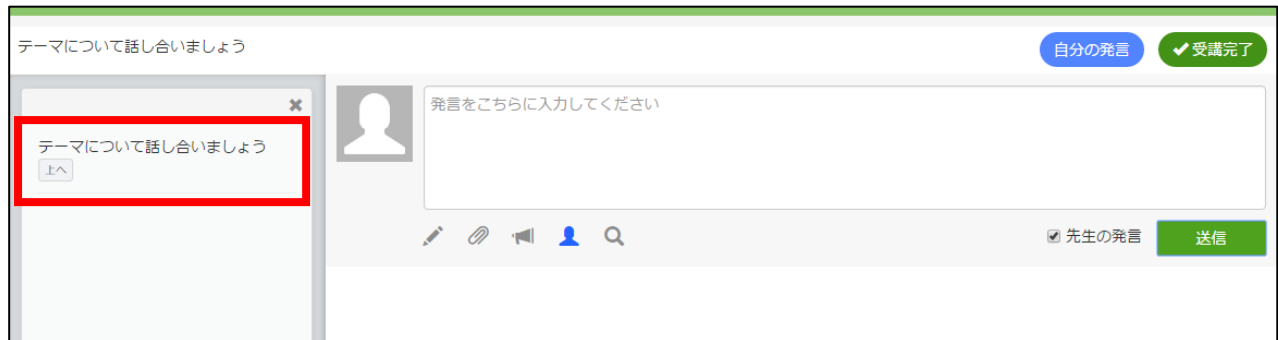 テーマについて話し合いましょう
自分の発言
受講完了
テーマについて話し合いましょう
上へ
発言をこちらに入力してください
先生の発言
送信